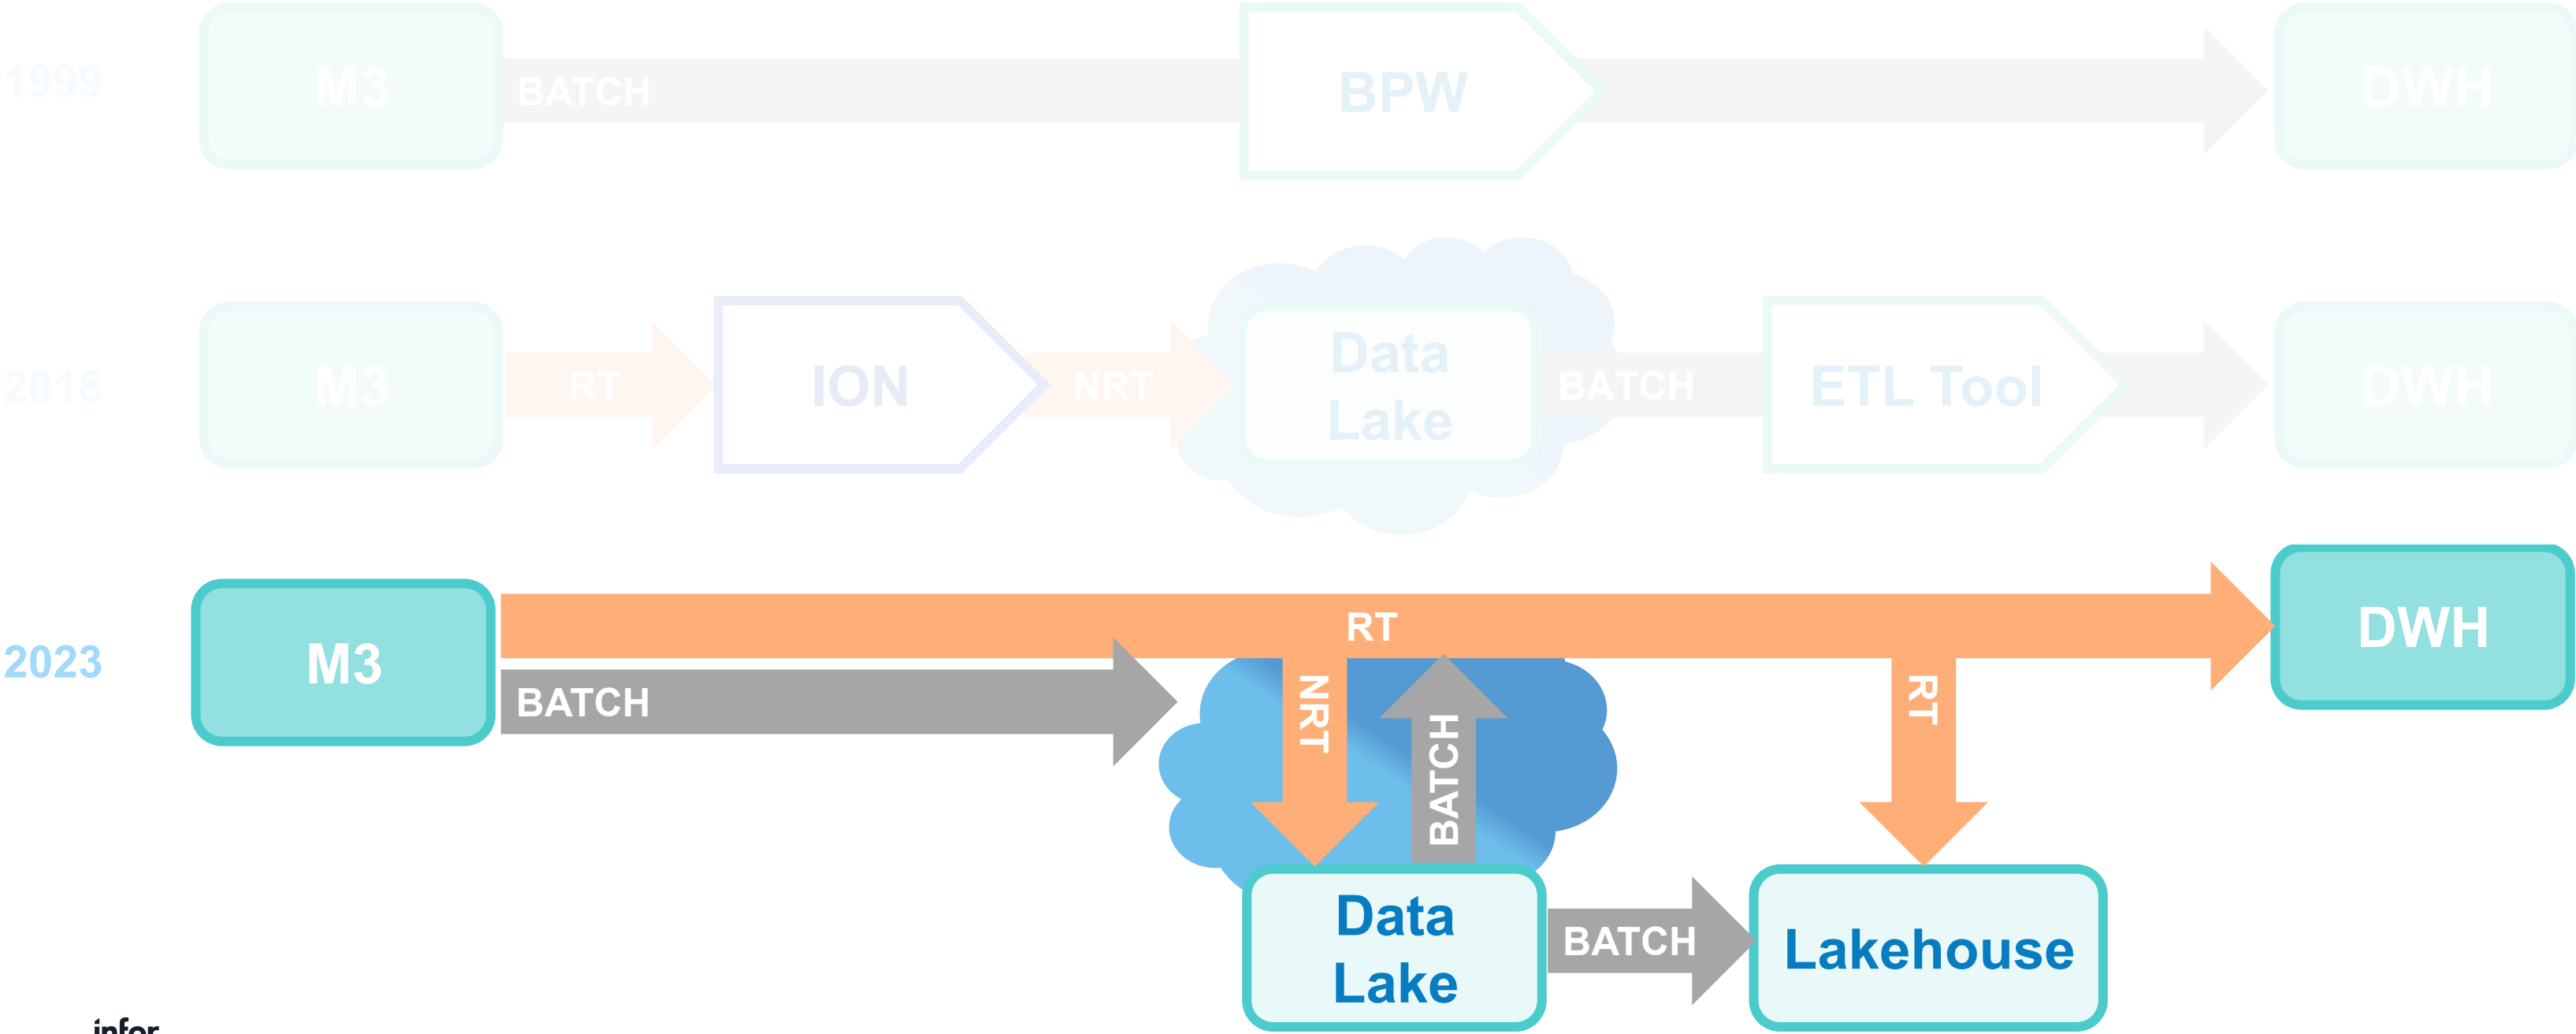 1999
M3
BATCH
BPW
DWH
2018
M3
RT
ION
NRT
Data
Lake
BATCH
ETL Tool
DWH
2023
M3
RT
DWH
BATCH
NRT
BATCH
RT
Data
Lake
BATCH
Lakehouse
infor